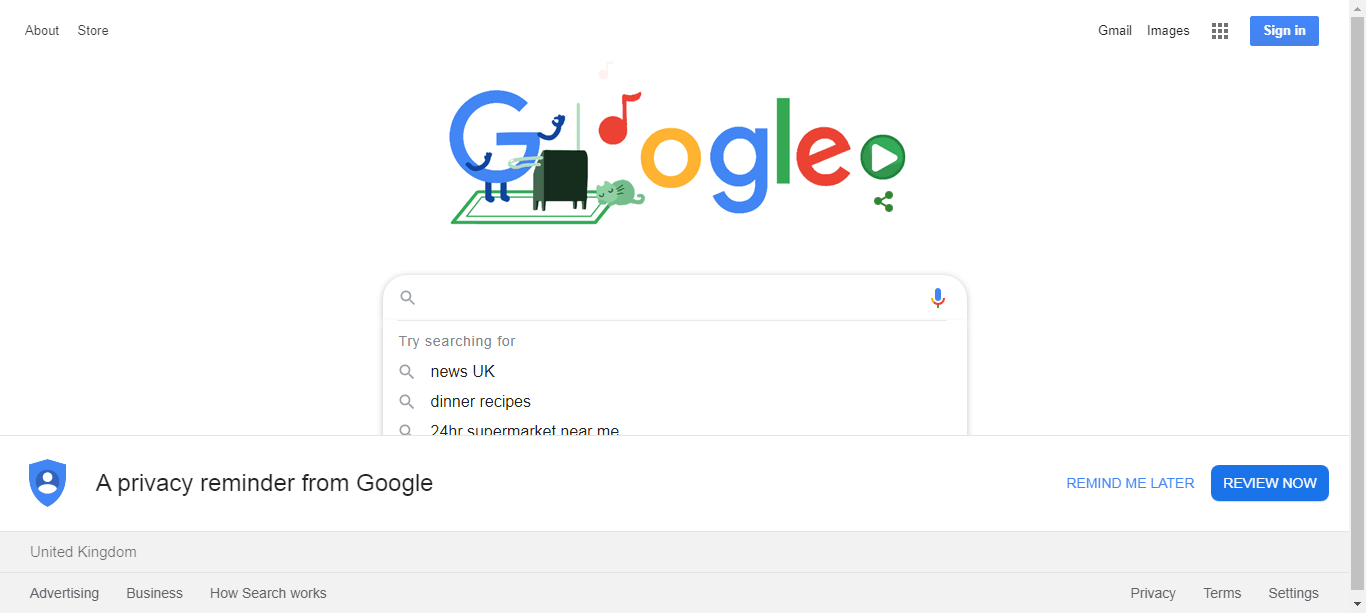 About Store
Gmail Images Sign in
Google
Try searching for
news UK
dinner recipes
24hr supermarket near me
A privacy reminder from Google
REMIND ME LATER REVIEW NOW
United Kingdom
Advertising Business How Search works
Privacy Terms Settings